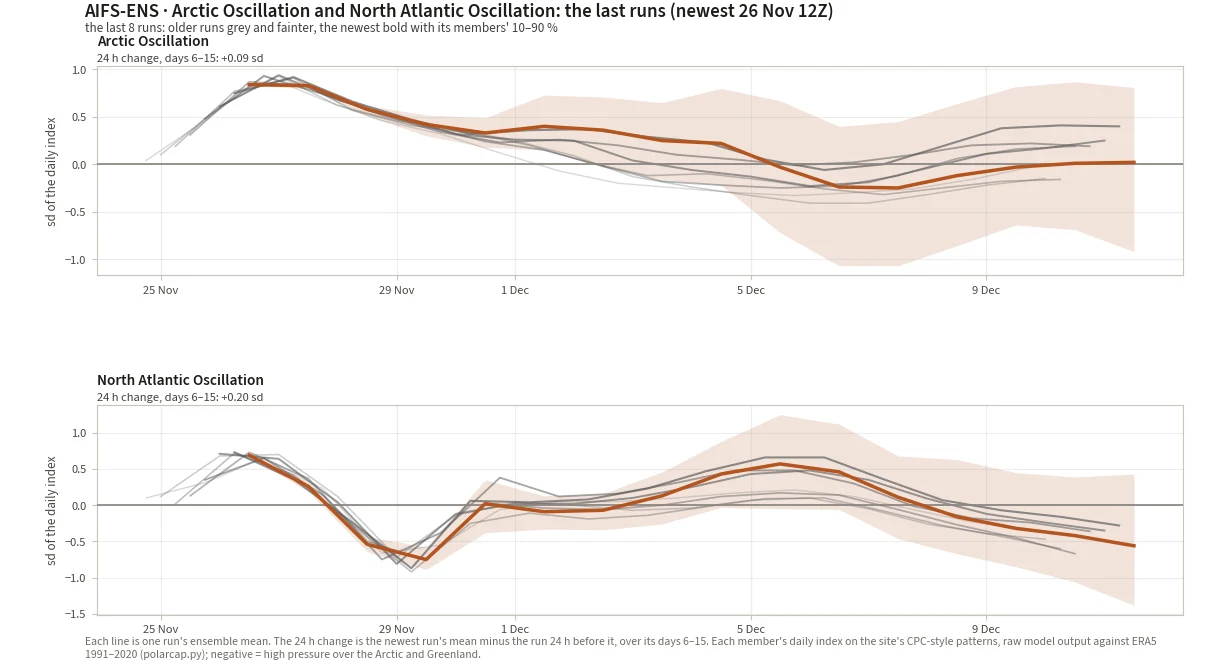 AIFS-ENS · Arctic Oscillation and North Atlantic Oscillation: the last runs (newest 26 Nov 12Z)
the last 8 runs: older runs grey and fainter, the newest bold with its members' 10–90 %
Arctic Oscillation
24 h change, days 6–15: +0.09 sd
1.0
0.5
0.0
−0.5
−1.0
sd of the daily index
25 Nov
29 Nov
1 Dec
5 Dec
9 Dec
North Atlantic Oscillation
24 h change, days 6–15: +0.20 sd
1.0
0.5
0.0
−0.5
−1.0
−1.5
sd of the daily index
25 Nov
29 Nov
1 Dec
5 Dec
9 Dec
Each line is one run's ensemble mean. The 24 h change is the newest run's mean minus the run 24 h before it, over its days 6–15. Each member's daily index on the site's CPC-style patterns, raw model output against ERA5
1991–2020 (polarcap.py); negative = high pressure over the Arctic and Greenland.